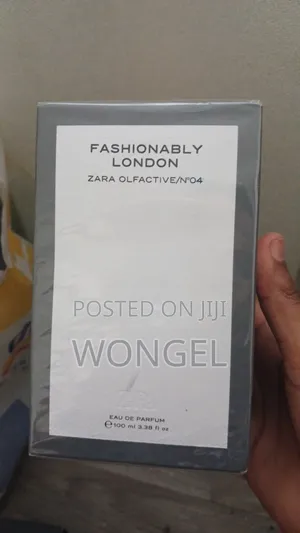 FASHIONABLY
LONDON
ZARA OLFACTIVE/Nº04
POSTED ON JIJI
WONGEL
EAU DE PARFUM
℮100 ml 3.38 fl oz